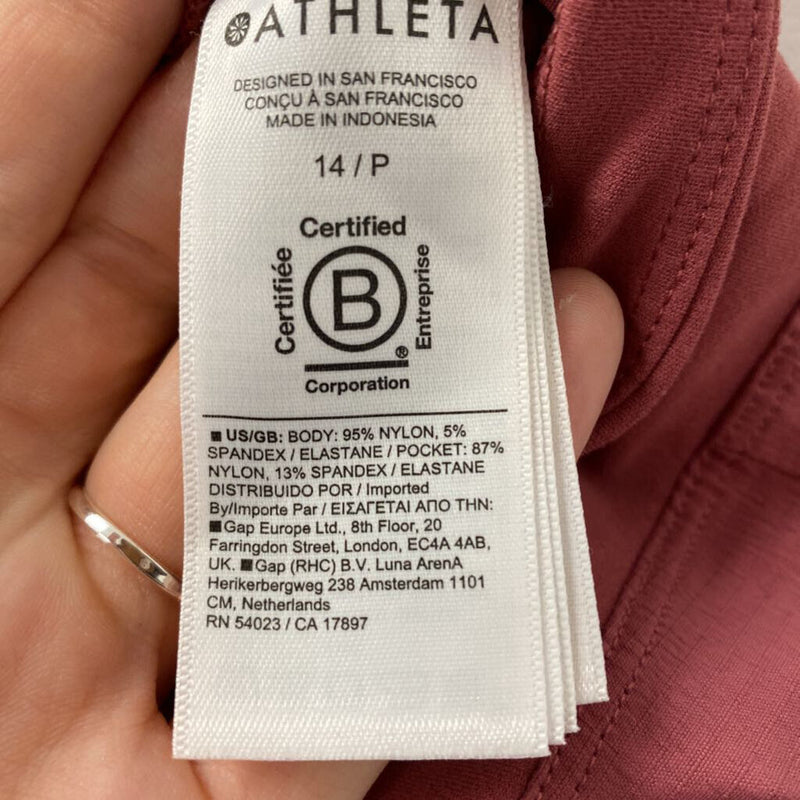 ATHLETA
DESIGNED IN SAN FRANCISCO
CONÇU À SAN FRANCISCO
MADE IN INDONESIA
14 / P
Certified
Certifiée
B
Entreprise
®
Corporation
US/GB: BODY: 95% NYLON, 5%
SPANDEX / ELASTANE / POCKET: 87%
NYLON, 13% SPANDEX / ELASTANE
DISTRIBUIDO POR / Imported
By/Importe Par / ΕΙΣΑΓΕΤΑΙ ΑΠΟ ΤΗΝ:
Gap Europe Ltd., 8th Floor, 20
Farringdon Street, London, EC4A 4AB,
UK. Gap (RHC) B.V. Luna ArenA
Herikerbergweg 238 Amsterdam 1101
CM, Netherlands
RN 54023 / CA 17897